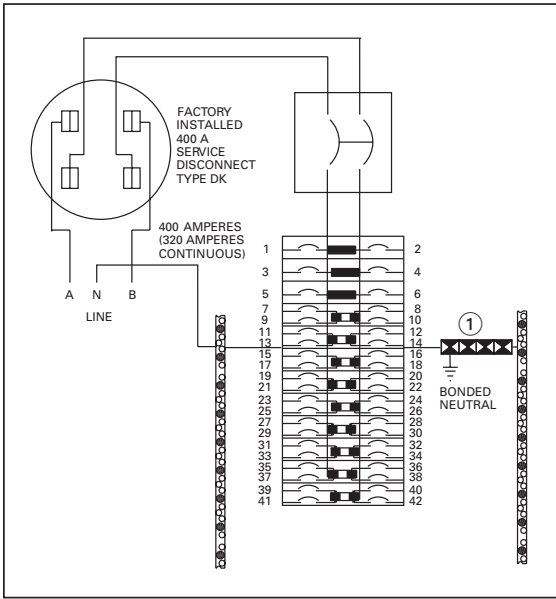 FACTORY
INSTALLED
400 A
SERVICE
DISCONNECT
TYPE DK
400 AMPERES
(320 AMPERES
CONTINUOUS)
A N B
LINE
1 2
3 4
5 6
7 8
9 10
11 12
13 14
15 16
17 18
19 20
21 22
23 24
25 26
27 28
29 30
31 32
33 34
35 36
37 38
39 40
41 42
1
BONDED
NEUTRAL